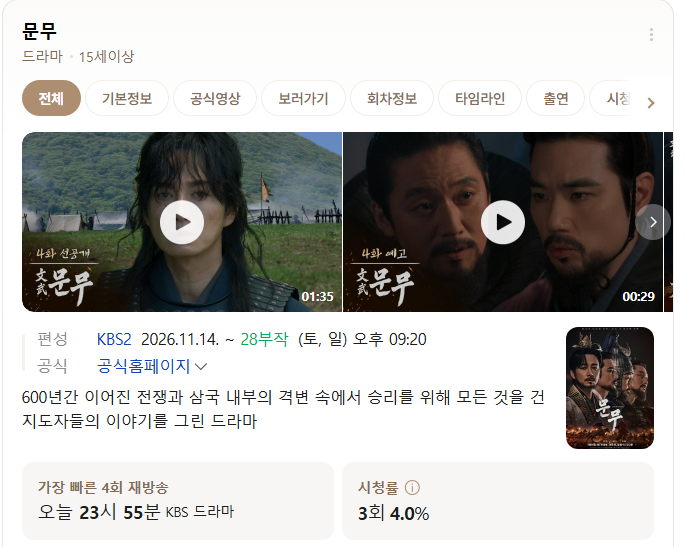 문무
드라마 · 15세이상
전체
기본정보
공식영상
보러가기
회차정보
타임라인
출연
시청
4화 선공개
文武 문무
01:35
4화 예고
文武 문무
00:29
편성 KBS2 2026.11.14. ~ 28부작 (토, 일) 오후 09:20
공식 공식홈페이지
600년간 이어진 전쟁과 삼국 내부의 격변 속에서 승리를 위해 모든 것을 건
지도자들의 이야기를 그린 드라마
문무
가장 빠른 4회 재방송
오늘 23시 55분 KBS 드라마
시청률
3회 4.0%